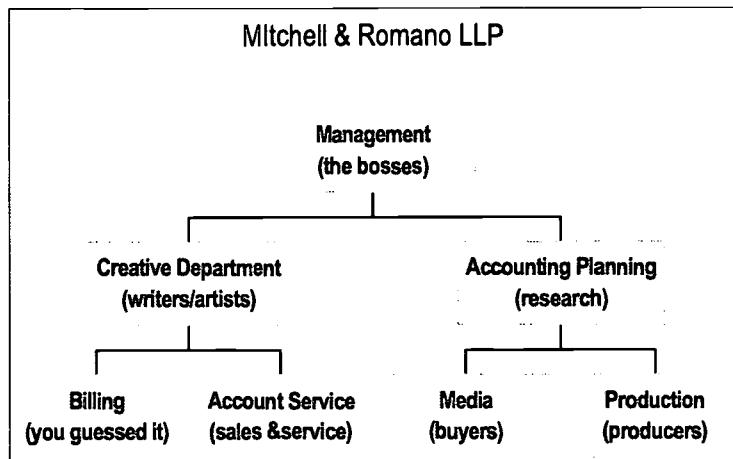 MItchell & Romano LLP
Management
(the bosses)
Creative Department
(writers/artists)
Accounting Planning
(research)
Billing
(you guessed it)
Account Service
(sales &service)
Media
(buyers)
Production
(producers)